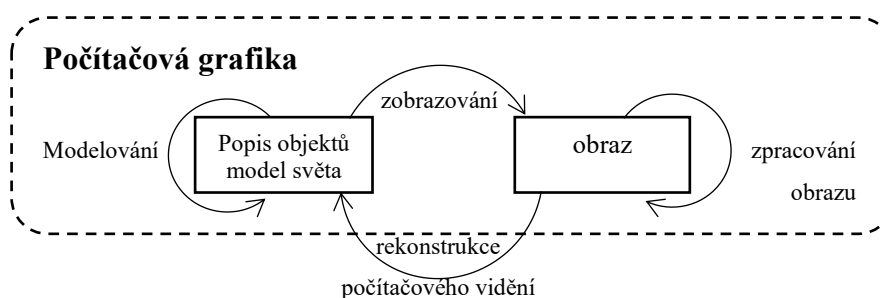 Počítačová grafika
zobrazování
Modelování
Popis objektů
model světa
obraz
zpracování
obrazu
rekonstrukce
počítačového vidění